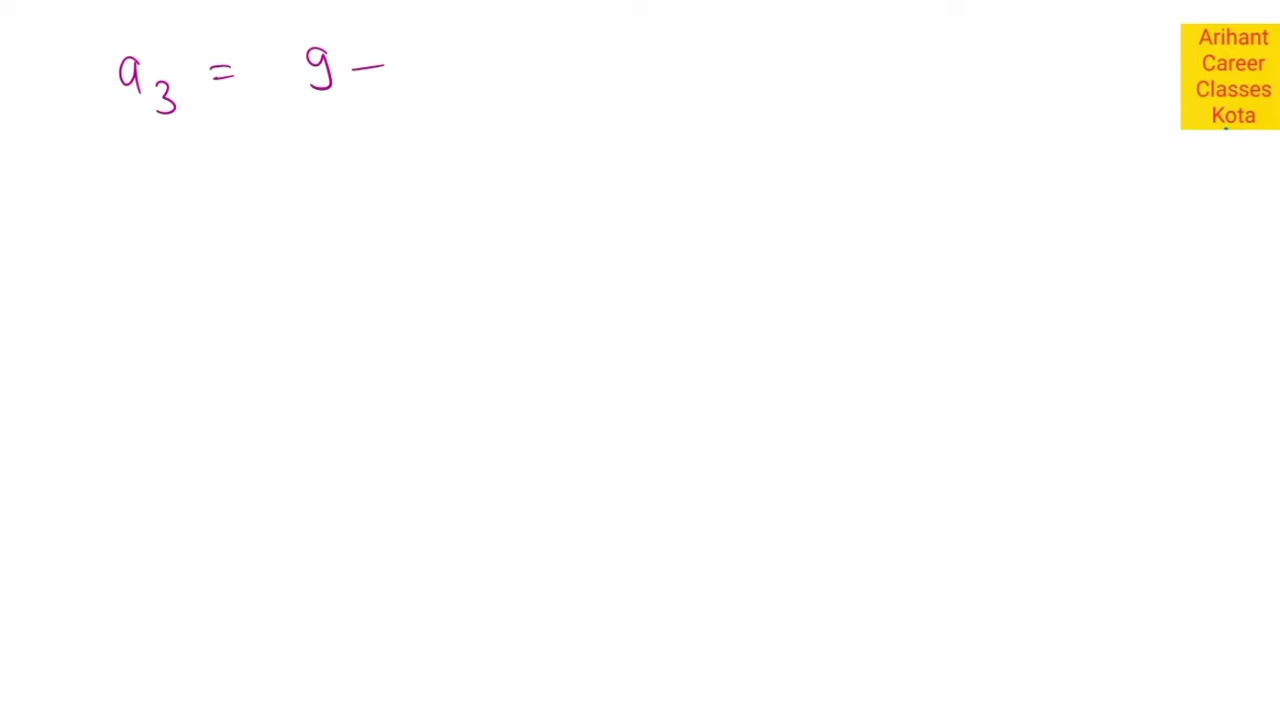 a₃ = 9 —
Arihant
Career
Classes
Kota